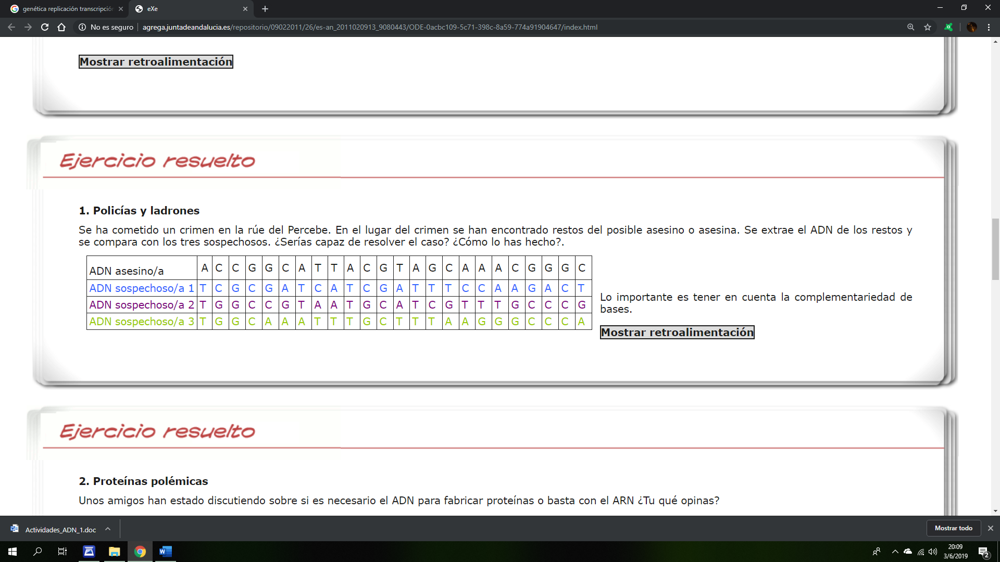 genética replicación transcripción
eXe
No es seguro
agrega.juntadeandalucia.es/repositorio/09022011/26/es-an_2011020913_9080443/ODE-0acbc109-5c71-398c-8a59-774a91904647/index.html
Mostrar retroalimentación
Ejercicio resuelto
1. Policías y ladrones
Se ha cometido un crimen en la rúe del Percebe. En el lugar del crimen se han encontrado restos del posible asesino o asesina. Se extrae el ADN de los restos y
se compara con los tres sospechosos. ¿Serías capaz de resolver el caso? ¿Cómo lo has hecho?.
ADN asesino/a A C C G G C A T T A C G T A G C A A A C G G G C
ADN sospechoso/a 1 T C G C G A T C A T C G A T T T C C A A G A C T
ADN sospechoso/a 2 T G G C C G T A A T G C A T C G T T T G C C C G
ADN sospechoso/a 3 T G G C A A A T T T G C T T T A A G G G C C C A
Lo importante es tener en cuenta la complementariedad de
bases.
Mostrar retroalimentación
Ejercicio resuelto
2. Proteínas polémicas
Unos amigos han estado discutiendo sobre si es necesario el ADN para fabricar proteínas o basta con el ARN ¿Tu qué opinas?
Actividades_ADN_1.doc
Mostrar todo
20:09
3/6/2019
2